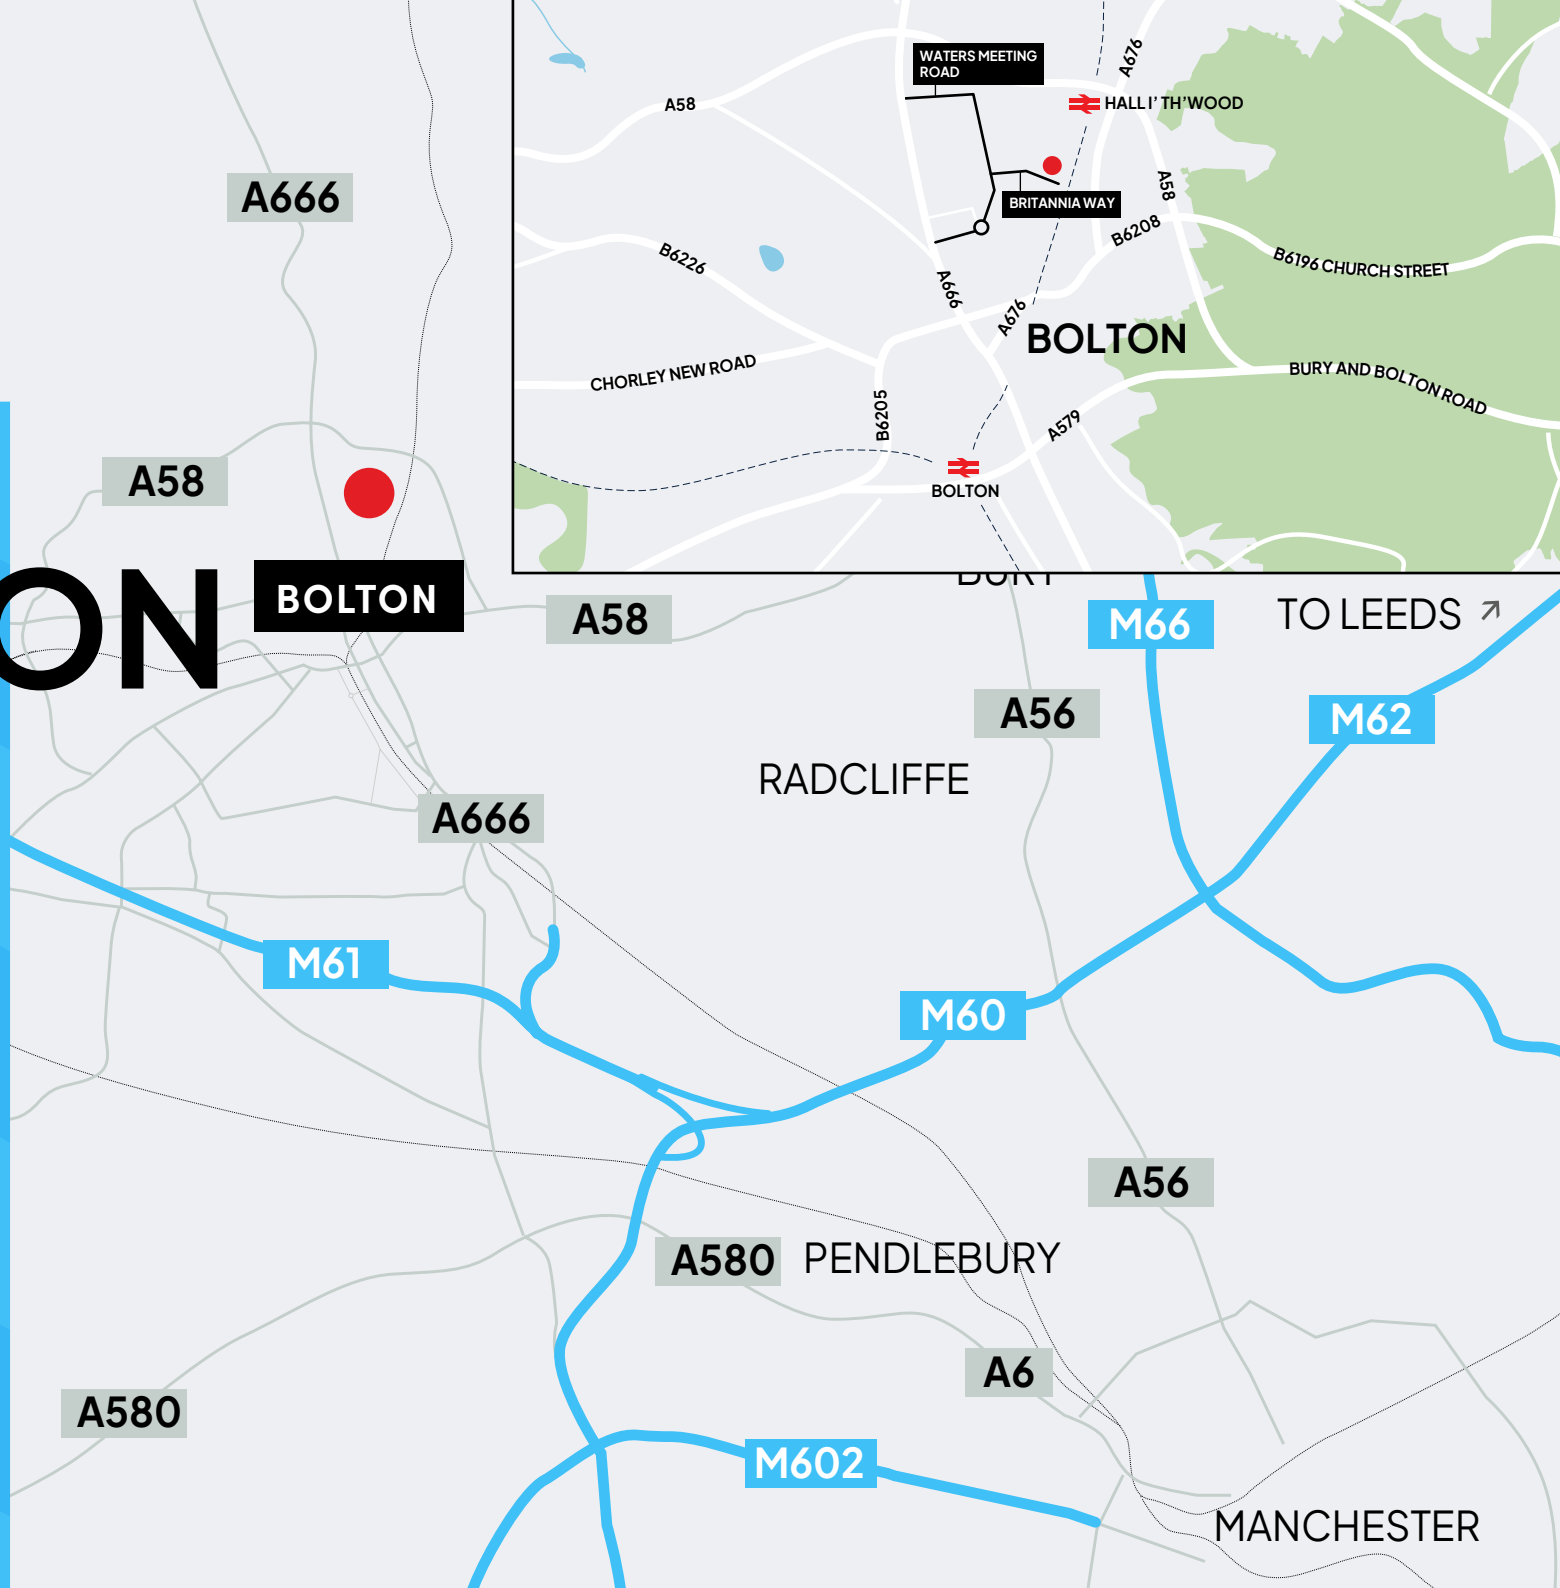 WATERS MEETING
ROAD
A676
HALL I' TH'WOOD
A58
A58
BRITANNIA WAY
B6208
B6226
B6196 CHURCH STREET
A666
A676
BOLTON
CHORLEY NEW ROAD
BURY AND BOLTON ROAD
B6205
A579
BOLTON
A666
A58
ON
BOLTON
A58
BURY
M66
TO LEEDS
A56
M62
RADCLIFFE
A666
M61
M60
A56
A580
PENDLEBURY
A6
A580
M602
MANCHESTER